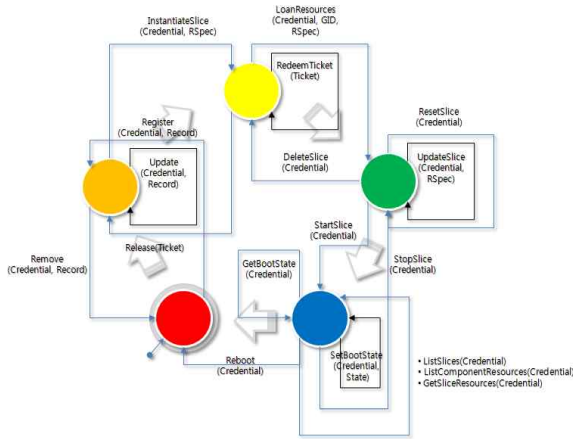 InstantiateSlice
(Credential, RSpec)
LoanResources
(Credential, GID,
RSpec)
RedeemTicket
(Ticket)
Register
(Credential, Record)
ResetSlice
(Credential)
Update
(Credential,
Record)
DeleteSlice
(Credential)
UpdateSlice
(Credential,
RSpec)
StartSlice
(Credential)
Release(Ticket)
Remove
(Credential, Record)
GetBootState
(Credential)
StopSlice
(Credential)
Reboot
(Credential)
SetBootState
(Credential,
State)
• ListSlices(Credential)
• ListComponentResources(Credential)
• GetSliceResources(Credential)